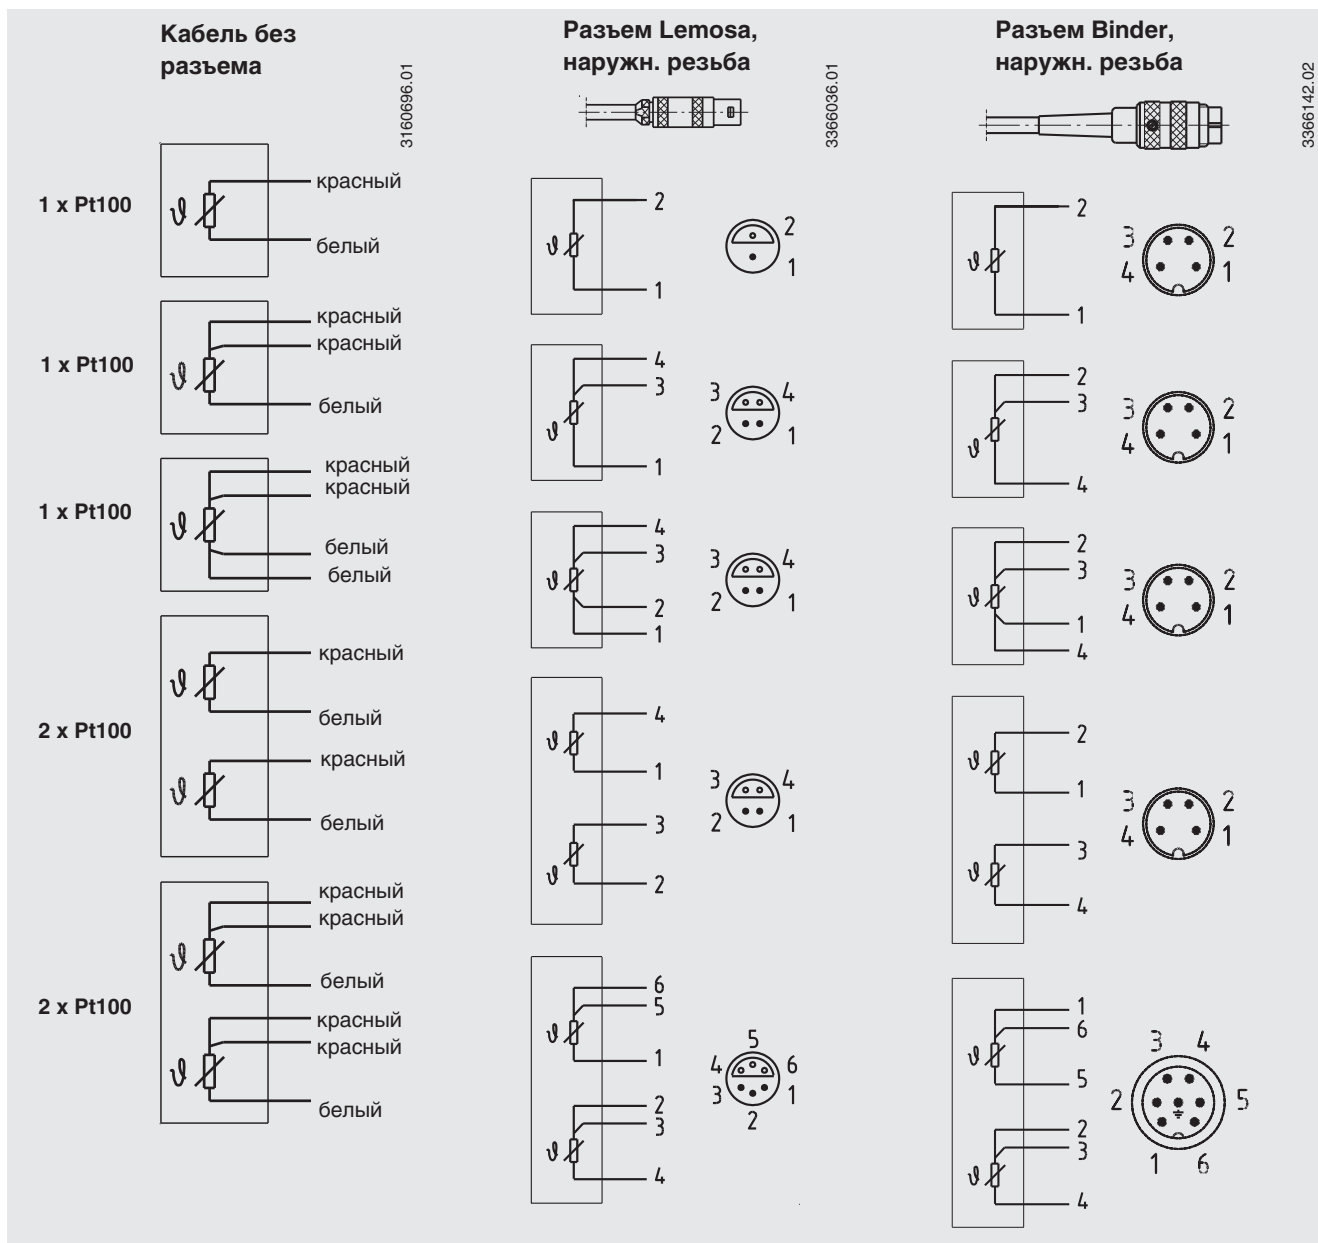 Кабель без
разъема
3160696.01
Разъем Lemosa,
наружн. резьба
3366036.01
Разъем Binder,
наружн. резьба
3366142.02
1 x Pt100
ϑ
красный
белый
ϑ
2
1
2
1
ϑ
2
1
3
2
4
1
1 x Pt100
ϑ
красный
красный
белый
ϑ
4
3
1
3
4
2
1
ϑ
2
3
4
3
2
4
1
1 x Pt100
ϑ
красный
красный
белый
белый
ϑ
4
3
2
1
3
4
2
1
ϑ
2
3
1
4
3
2
4
1
2 x Pt100
ϑ
красный
белый
ϑ
красный
белый
ϑ
4
1
ϑ
3
2
3
4
2
1
ϑ
2
1
ϑ
3
4
3
2
4
1
2 x Pt100
ϑ
красный
красный
белый
ϑ
красный
красный
белый
ϑ
6
5
1
ϑ
2
3
4
5
4
6
3
1
2
ϑ
1
6
5
ϑ
2
3
4
3
4
2
5
1
6